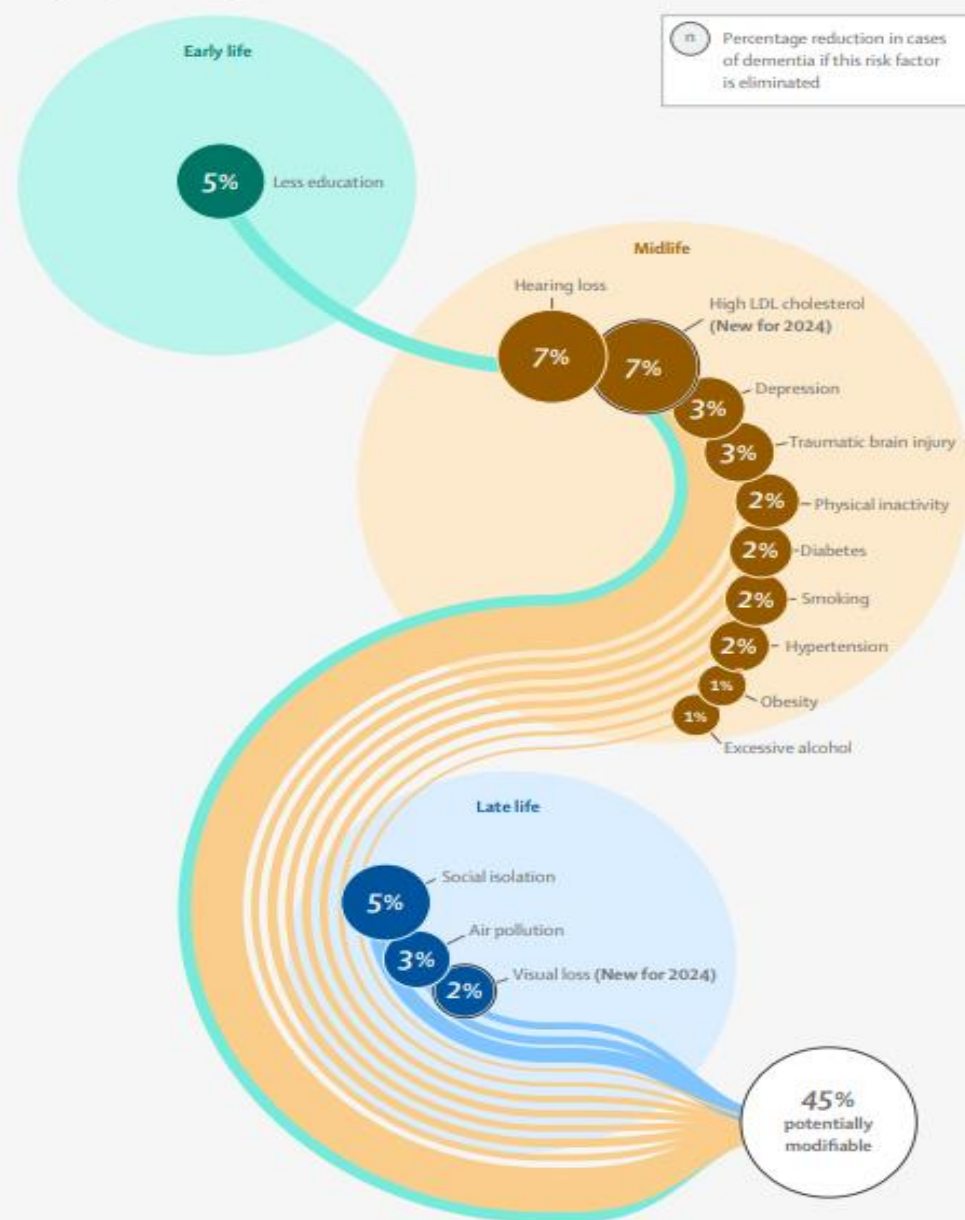 n
Percentage reduction in cases
of dementia if this risk factor
is eliminated
Early life
5%
Less education
Midlife
Hearing loss
7%
High LDL cholesterol
(New for 2024)
7%
Depression
3%
Traumatic brain injury
3%
Physical inactivity
2%
Diabetes
2%
Smoking
2%
Hypertension
2%
Obesity
1%
Excessive alcohol
1%
Late life
Social isolation
5%
Air pollution
3%
Visual loss (New for 2024)
2%
45%
potentially
modifiable